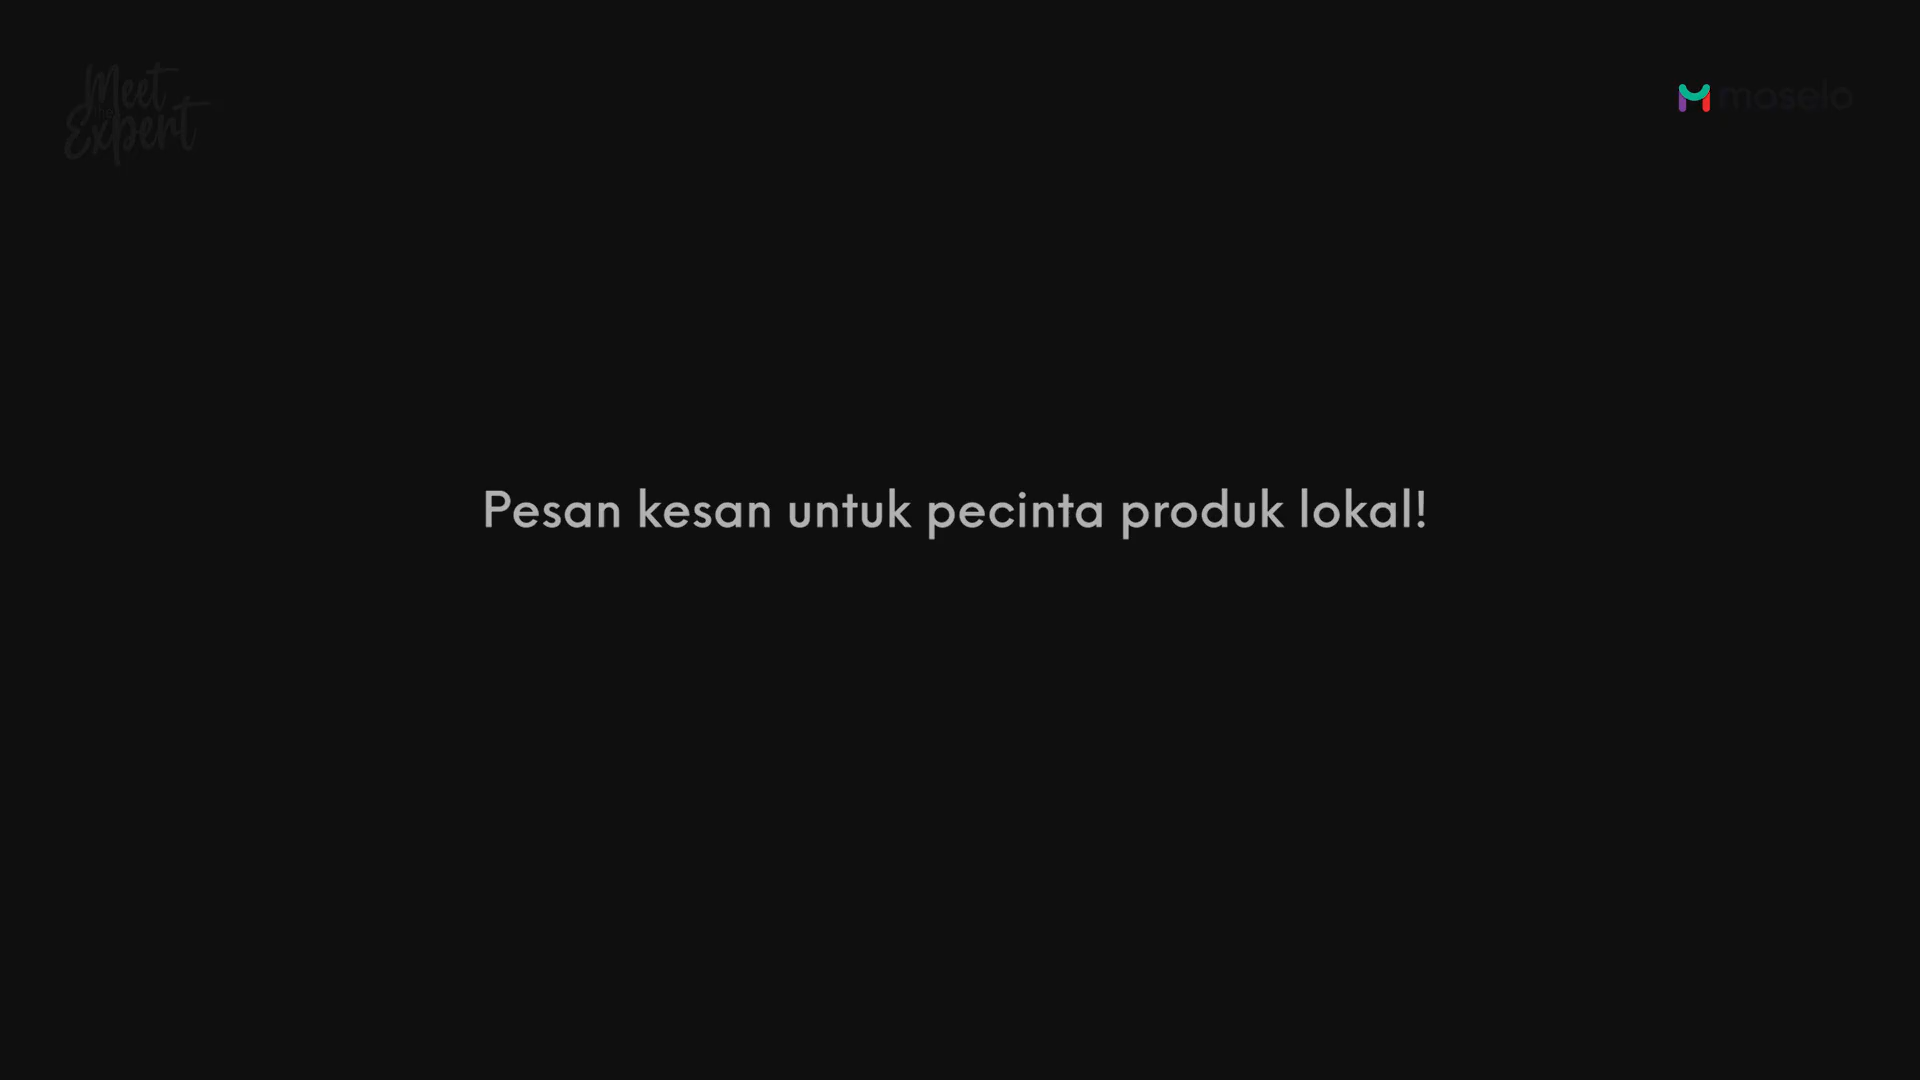 Meet
the
Expert
moselo
Pesan kesan untuk pecinta produk lokal!